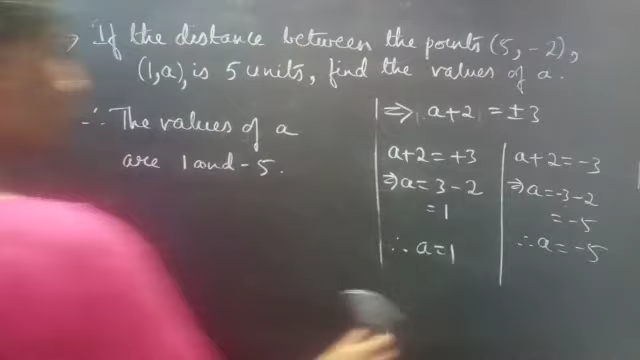 → If the distance between the points (5, -2),
(1, a), is 5 units, find the values of a.
∴ The values of a
are 1 and -5.
⇒ a+2 = ±3
a+2 = +3
⇒ a = 3 - 2
= 1
∴ a = 1
a+2 = -3
⇒ a = -3 - 2
= -5
∴ a = -5